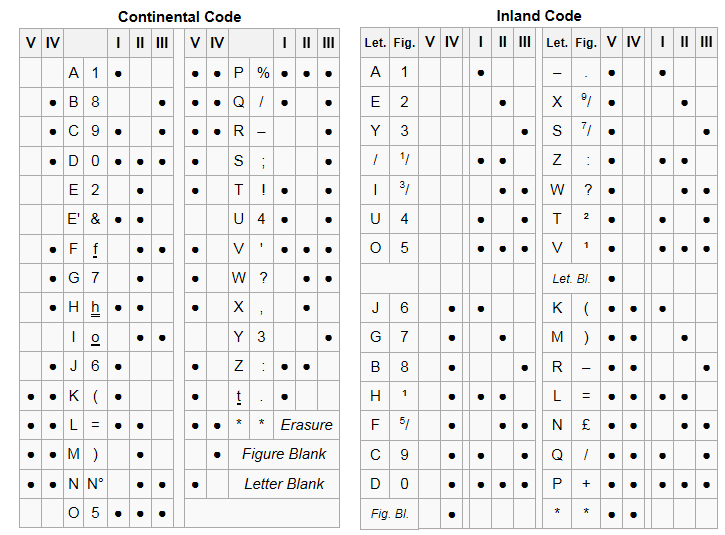 Continental Code
V IV I II III V IV I II III
A 1 ● ● ● P % ● ● ●
● B 8 ● ● ● Q / ● ●
● C 9 ● ● ● ● R – ●
● D 0 ● ● ● ● S ; ●
E 2 ● ● T ! ● ●
E' & ● ● U 4 ● ●
● F f ● ● ● V ' ● ● ●
● G 7 ● ● W ? ● ●
● H h ● ● ● X , ●
I o ● ● Y 3 ●
● J 6 ● ● Z : ● ●
● ● K ( ● ● t . ●
● ● L = ● ● ● ● * * Erasure
● ● M ) ● ● Figure Blank
● ● N N° ● ● ● Letter Blank
O 5 ● ● ●
Inland Code
Let. Fig. V IV I II III Let. Fig. V IV I II III
A 1 ● – . ● ●
E 2 ● X ⁹/ ● ●
Y 3 ● S ⁷/ ● ●
/ ¹/ ● ● Z : ● ● ●
I ³/ ● ● W ? ● ● ●
U 4 ● ● T ² ● ● ●
O 5 ● ● ● V ¹ ● ● ● ●
Let. Bl. ●
J 6 ● ● K ( ● ● ●
G 7 ● ● M ) ● ● ●
B 8 ● ● R – ● ● ●
H ¹ ● ● ● L = ● ● ● ●
F ⁵/ ● ● ● N £ ● ● ● ●
C 9 ● ● ● Q / ● ● ● ●
D 0 ● ● ● ● P + ● ● ● ● ●
Fig. Bl. ● * * ● ●